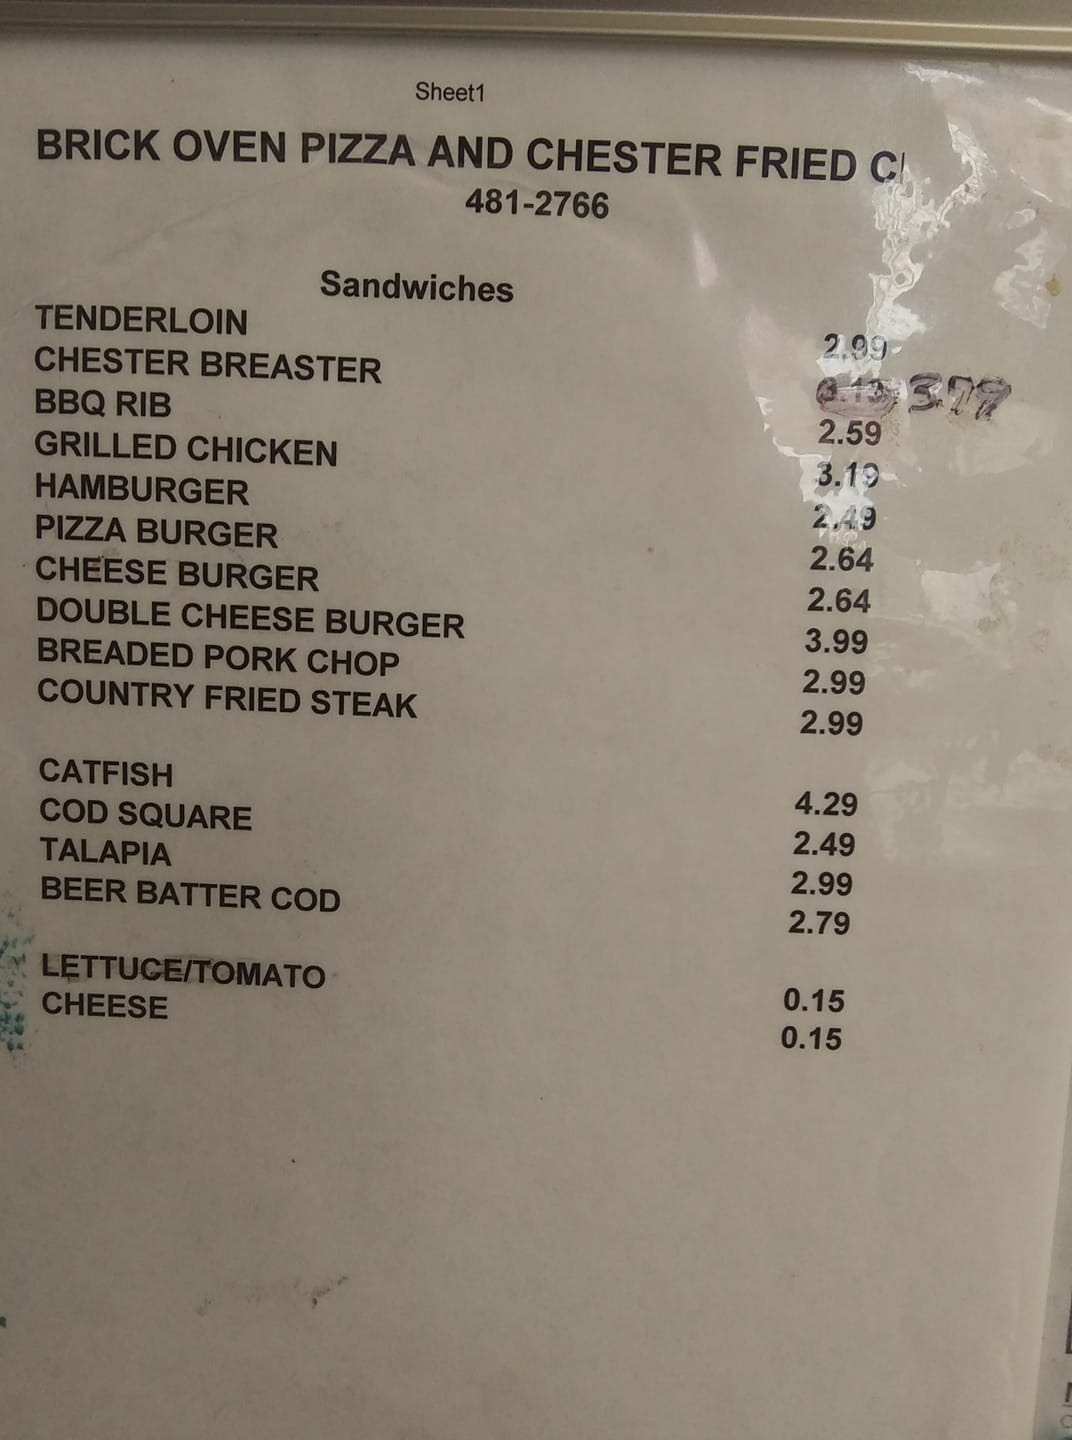 Sheet1
BRICK OVEN PIZZA AND CHESTER FRIED
481-2766
Sandwiches
TENDERLOIN 2.99
CHESTER BREASTER 3.79
BBQ RIB 2.59
GRILLED CHICKEN 3.19
HAMBURGER 2.49
PIZZA BURGER 2.64
CHEESE BURGER 2.64
DOUBLE CHEESE BURGER 3.99
BREADED PORK CHOP 2.99
COUNTRY FRIED STEAK 2.99
CATFISH 4.29
COD SQUARE 2.49
TALAPIA 2.99
BEER BATTER COD 2.79
LETTUCE/TOMATO 0.15
CHEESE 0.15